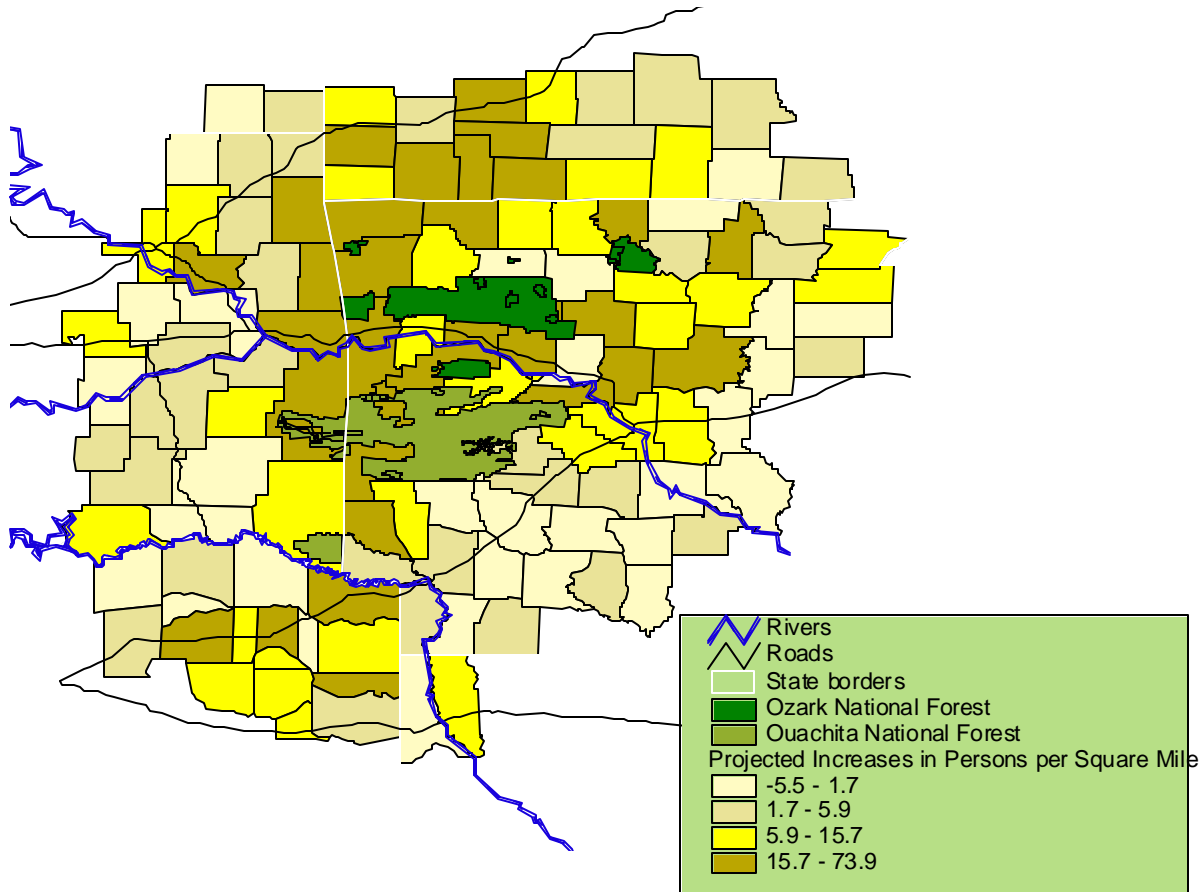 Rivers
Roads
State borders
Ozark National Forest
Ouachita National Forest
Projected Increases in Persons per Square Mile
-5.5 - 1.7
1.7 - 5.9
5.9 - 15.7
15.7 - 73.9